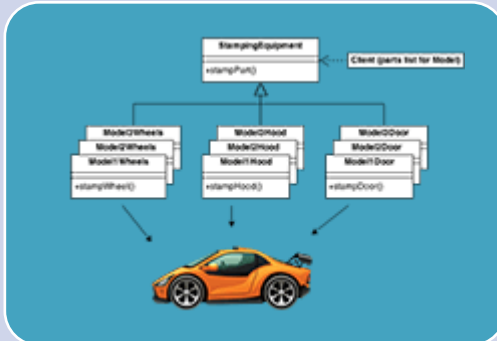 StampingEquipment
+stampPart()
Client (parts list for Model)
Model3Wheels
Model2Wheels
Model1Wheels
+stampWheel()
Model3Hood
Model2Hood
Model1Hood
+stampHood()
Model3Door
Model2Door
Model1Door
+stampDoor()